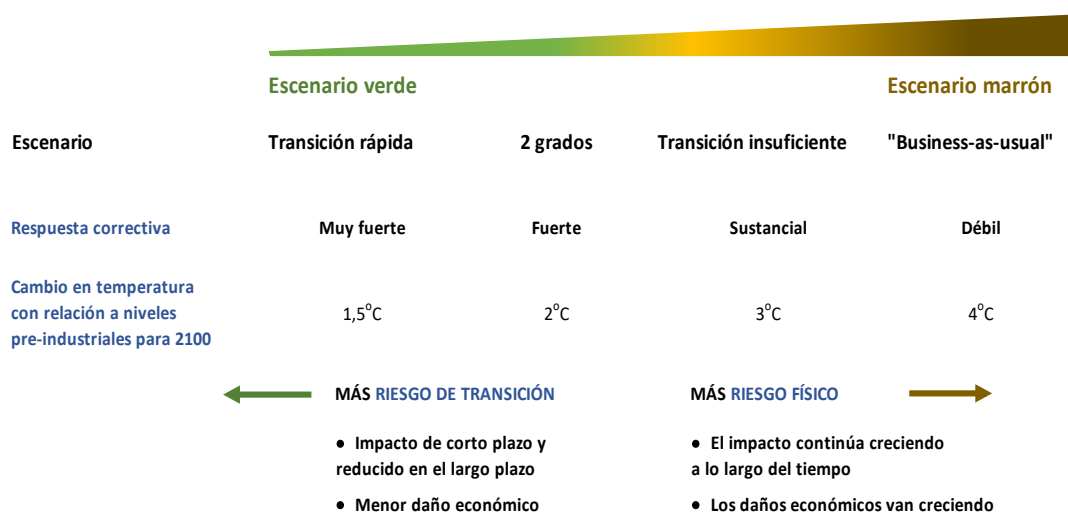 Escenario verde Escenario marrón
Escenario Transición rápida 2 grados Transición insuficiente "Business-as-usual"
Respuesta correctiva Muy fuerte Fuerte Sustancial Débil
Cambio en temperatura
con relación a niveles
pre-industriales para 2100
1,5°C 2°C 3°C 4°C
MÁS RIESGO DE TRANSICIÓN
• Impacto de corto plazo y
reducido en el largo plazo
• Menor daño económico
MÁS RIESGO FÍSICO
• El impacto continúa creciendo
a lo largo del tiempo
• Los daños económicos van creciendo